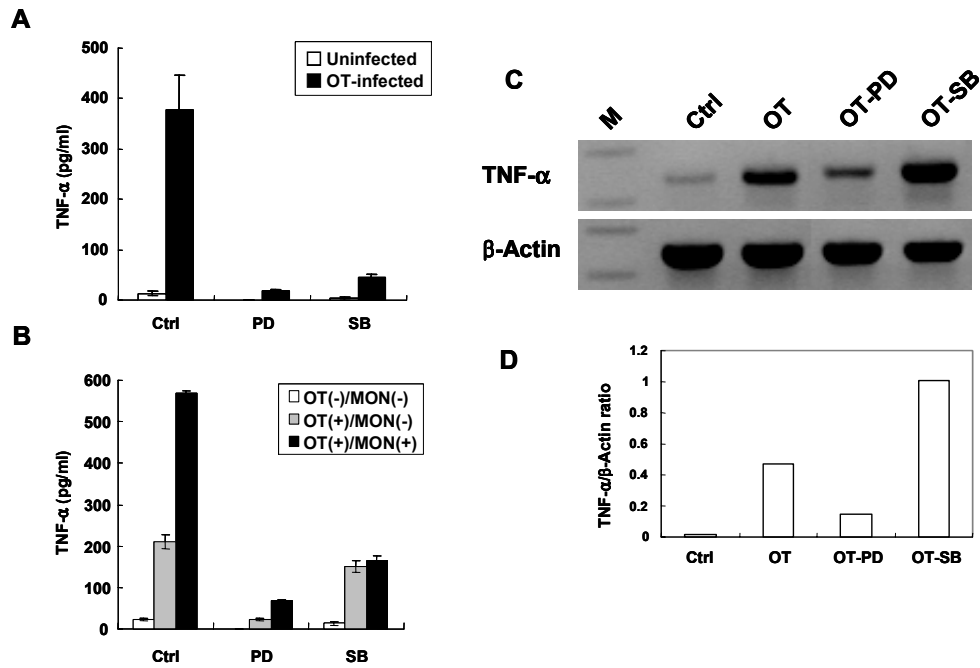 A
500
400
300
200
100
0
TNF-α (pg/ml)
Uninfected
OT-infected
Ctrl PD SB
B
600
500
400
300
200
100
0
TNF-α (pg/ml)
OT(-)/MON(-)
OT(+)/MON(-)
OT(+)/MON(+)
Ctrl PD SB
C
M Ctrl OT OT-PD OT-SB
TNF-α
β-Actin
D
1.2
1
0.8
0.6
0.4
0.2
0
TNF-α/β-Actin ratio
Ctrl OT OT-PD OT-SB